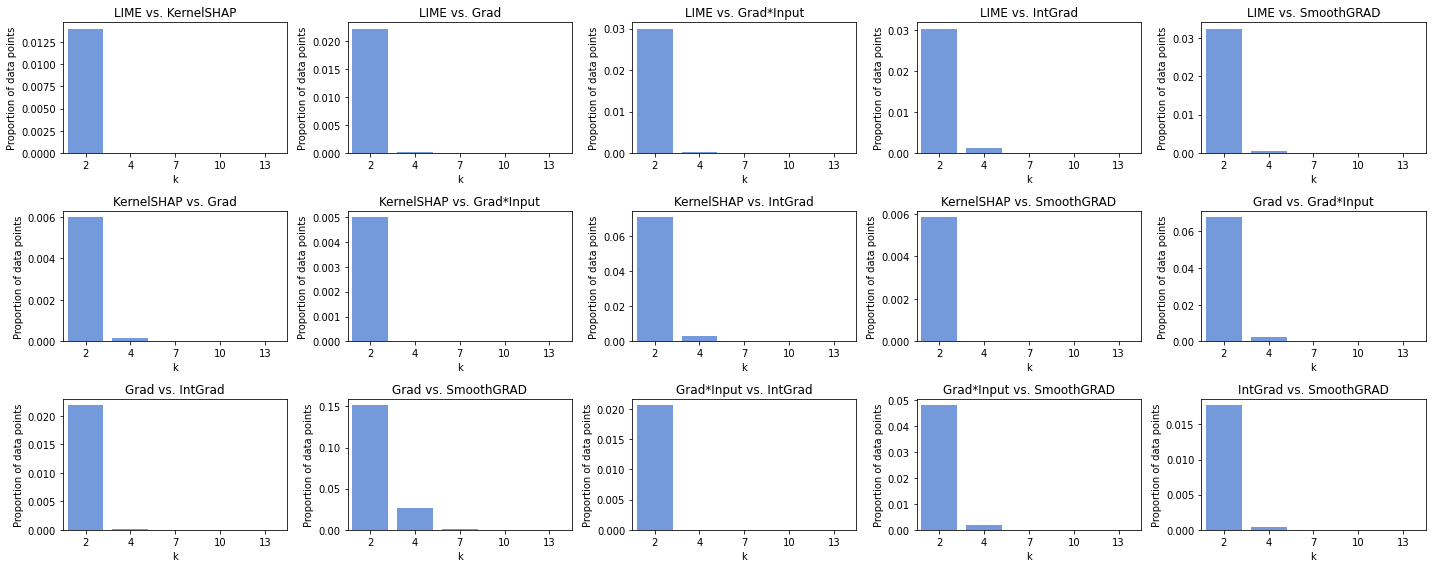 LIME vs. KernelSHAP
Proportion of data points
0.0125
0.0100
0.0075
0.0050
0.0025
0.0000
2 4 7 10 13
k
LIME vs. Grad
Proportion of data points
0.020
0.015
0.010
0.005
0.000
2 4 7 10 13
k
LIME vs. Grad*Input
Proportion of data points
0.03
0.02
0.01
0.00
2 4 7 10 13
k
LIME vs. IntGrad
Proportion of data points
0.03
0.02
0.01
0.00
2 4 7 10 13
k
LIME vs. SmoothGRAD
Proportion of data points
0.03
0.02
0.01
0.00
2 4 7 10 13
k
KernelSHAP vs. Grad
Proportion of data points
0.006
0.004
0.002
0.000
2 4 7 10 13
k
KernelSHAP vs. Grad*Input
Proportion of data points
0.005
0.004
0.003
0.002
0.001
0.000
2 4 7 10 13
k
KernelSHAP vs. IntGrad
Proportion of data points
0.06
0.04
0.02
0.00
2 4 7 10 13
k
KernelSHAP vs. SmoothGRAD
Proportion of data points
0.006
0.004
0.002
0.000
2 4 7 10 13
k
Grad vs. Grad*Input
Proportion of data points
0.06
0.04
0.02
0.00
2 4 7 10 13
k
Grad vs. IntGrad
Proportion of data points
0.020
0.015
0.010
0.005
0.000
2 4 7 10 13
k
Grad vs. SmoothGRAD
Proportion of data points
0.15
0.10
0.05
0.00
2 4 7 10 13
k
Grad*Input vs. IntGrad
Proportion of data points
0.020
0.015
0.010
0.005
0.000
2 4 7 10 13
k
Grad*Input vs. SmoothGRAD
Proportion of data points
0.05
0.04
0.03
0.02
0.01
0.00
2 4 7 10 13
k
IntGrad vs. SmoothGRAD
Proportion of data points
0.015
0.010
0.005
0.000
2 4 7 10 13
k